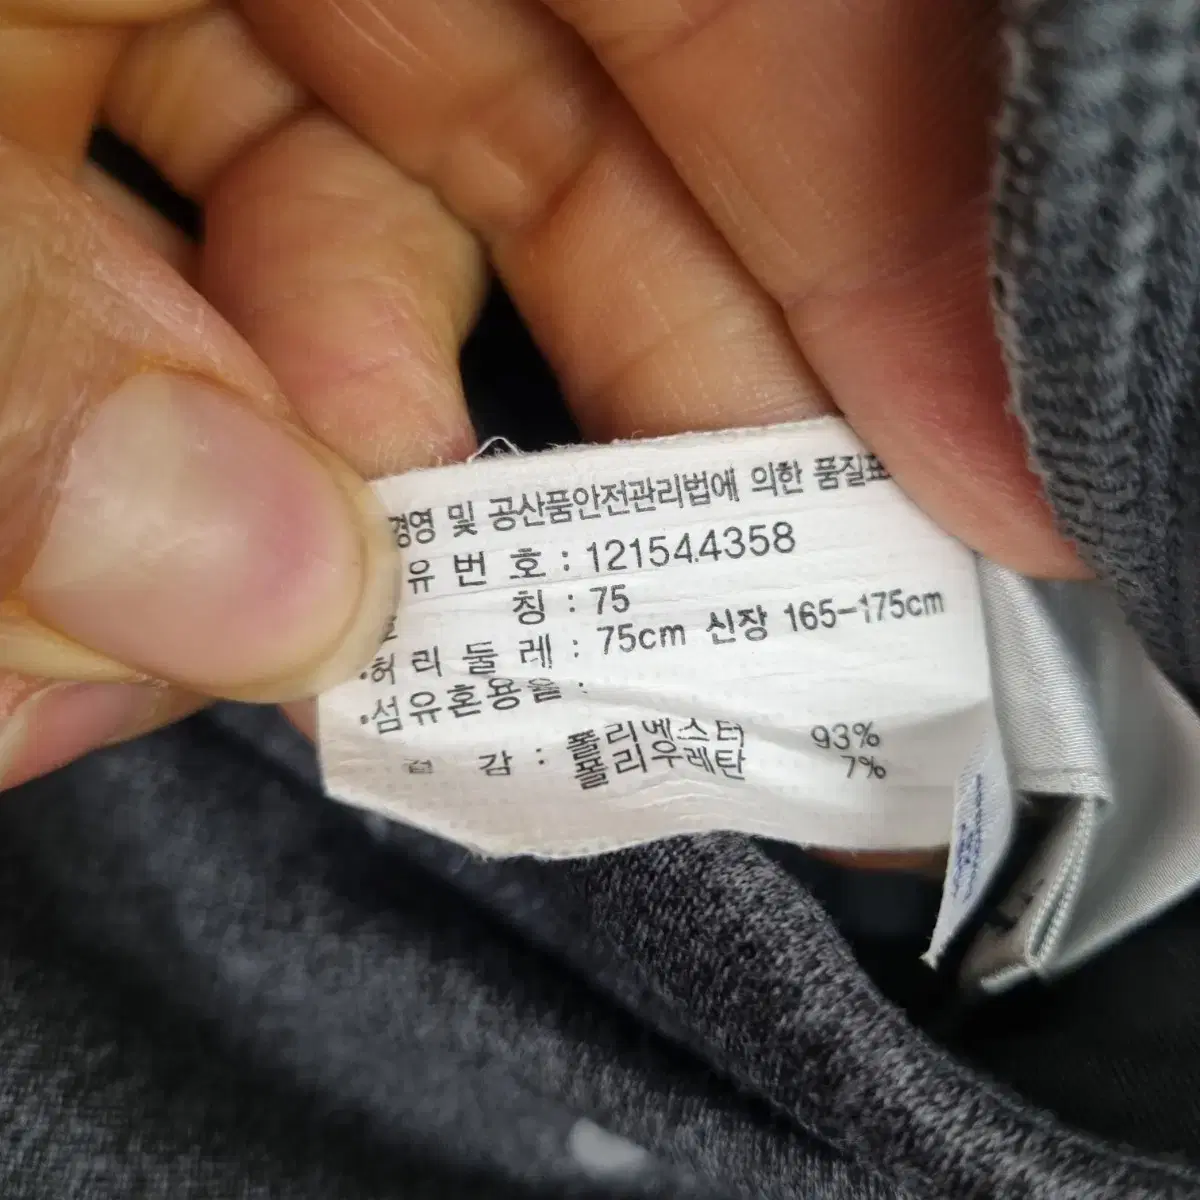 경영 및 공산품안전관리법에 의한 품질표
유 번 호 : 121544358
칭 : 75
·허 리 둘 레 : 75cm 신장 165-175cm
·섬유혼용율 :
겉 감 : 폴리에스터 93%
폴리우레탄 7%